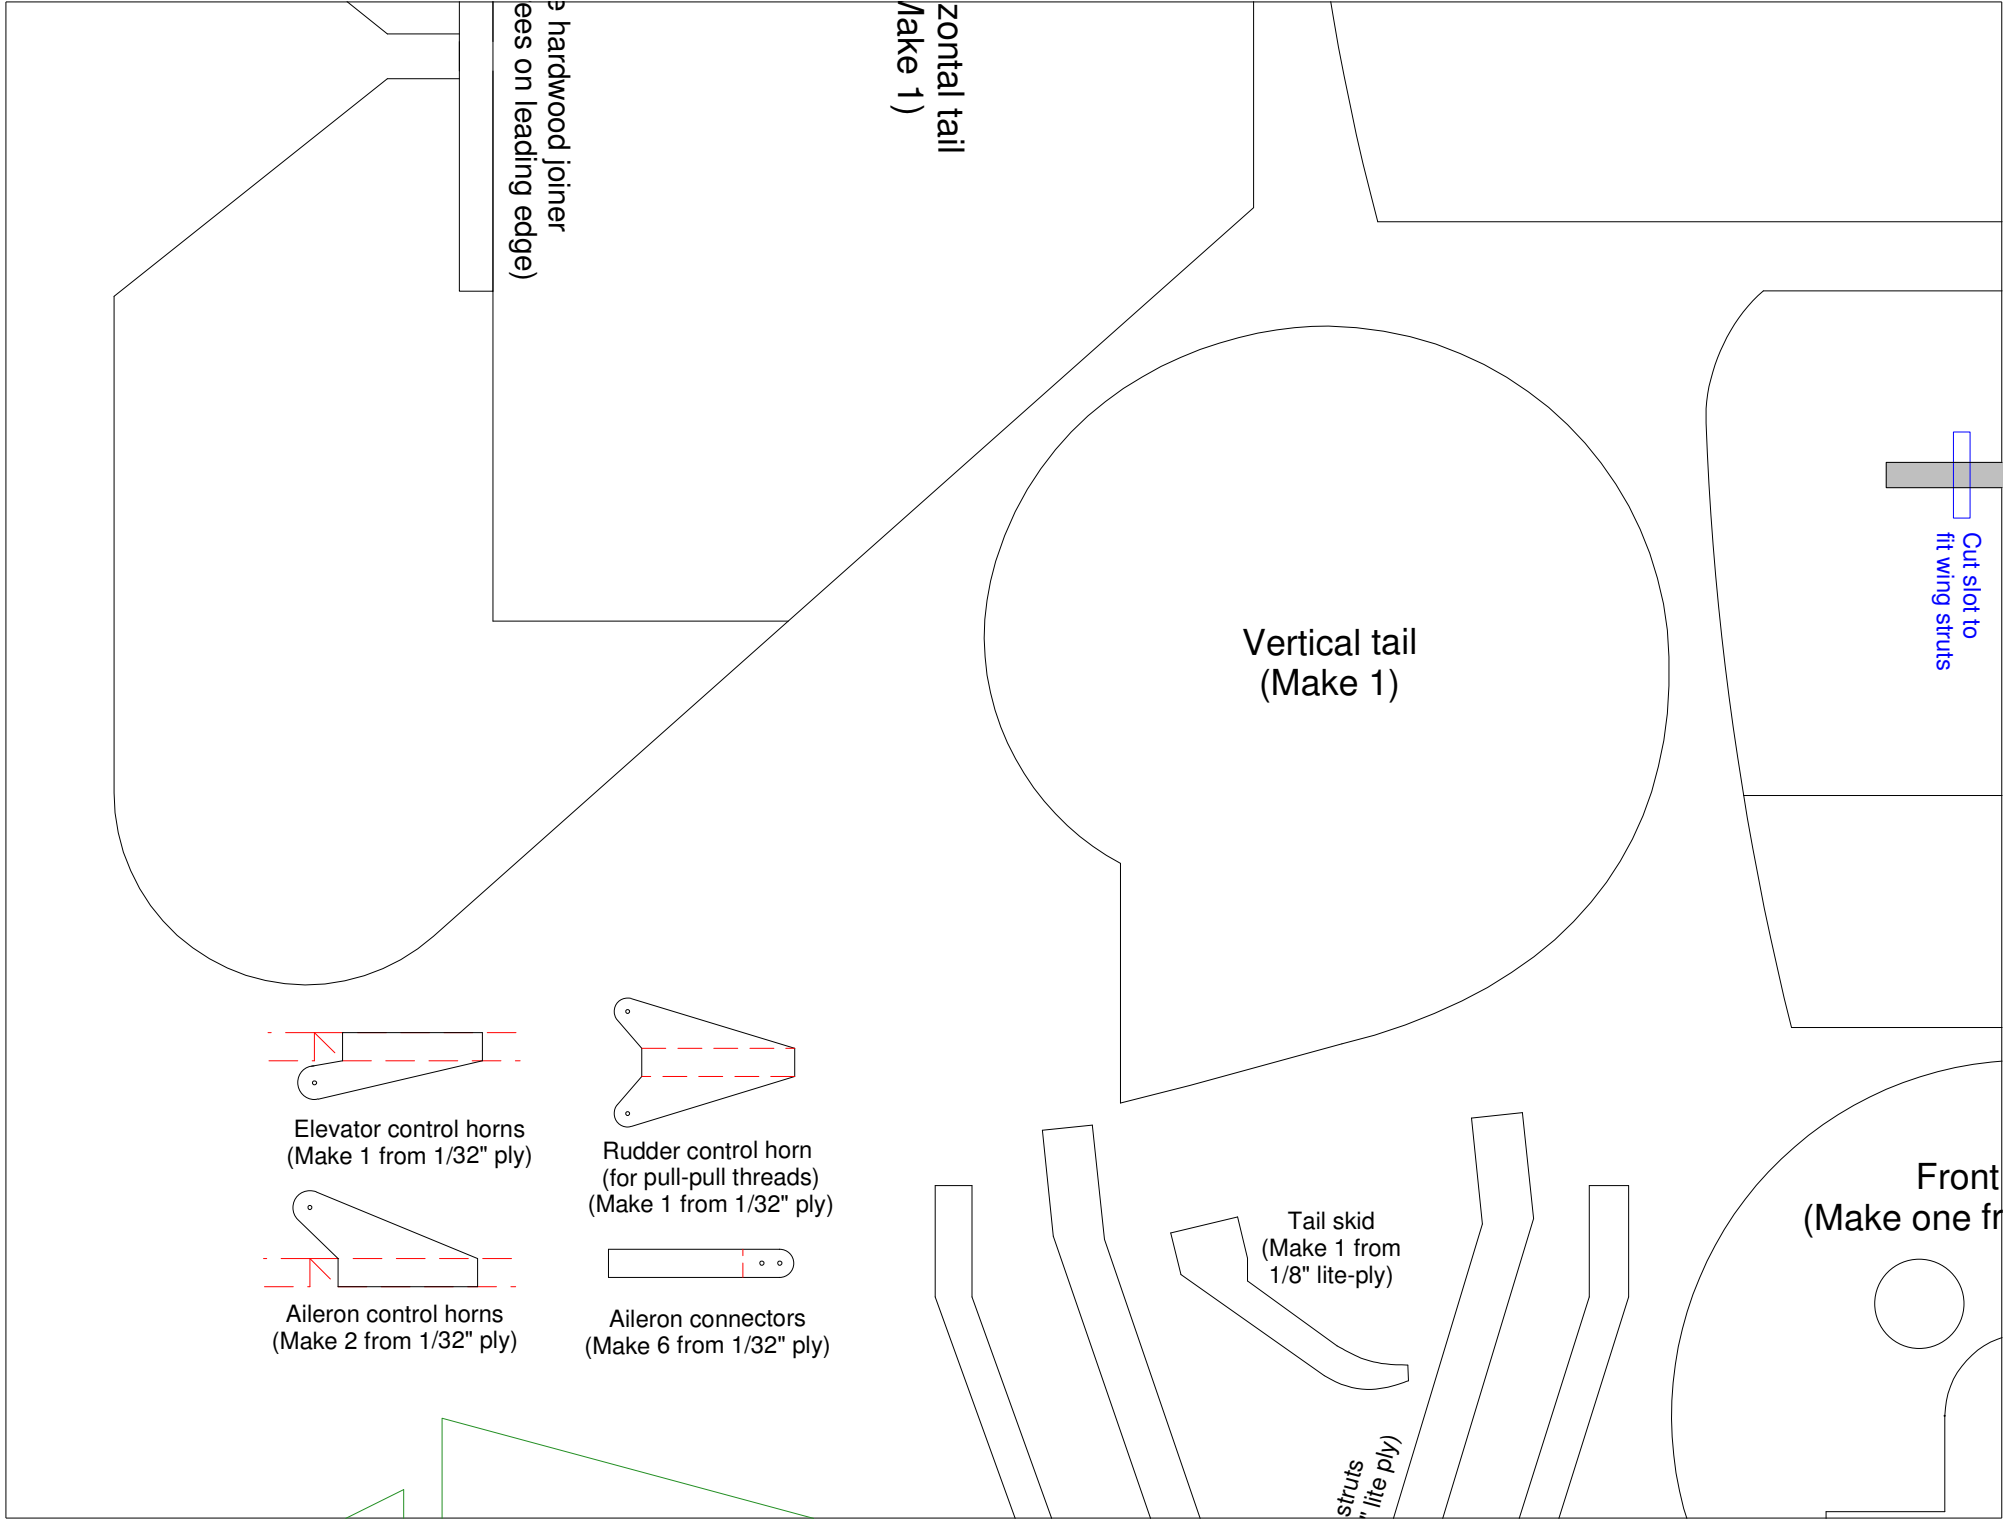 e hardwood joiner
ees on leading edge)
zontal tail
Make 1)
Cut slot to
fit wing struts
Vertical tail
(Make 1)
Elevator control horns
(Make 1 from 1/32" ply)
Rudder control horn
(for pull-pull threads)
(Make 1 from 1/32" ply)
Front
(Make one fr
Tail skid
(Make 1 from
1/8" lite-ply)
Aileron control horns
(Make 2 from 1/32" ply)
Aileron connectors
(Make 6 from 1/32" ply)
struts
" lite ply)